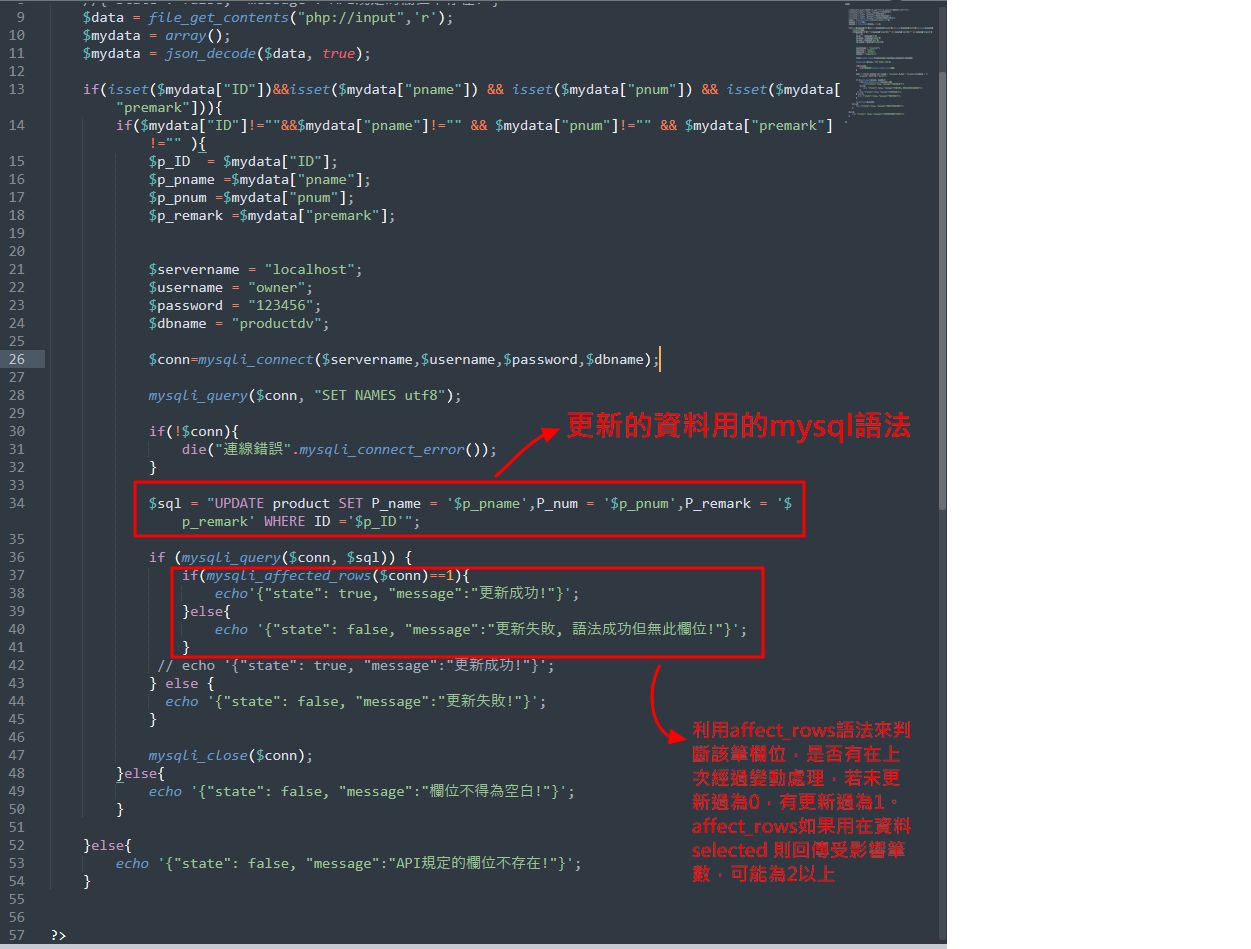 9 $data = file_get_contents("php://input",'r');
10 $mydata = array();
11 $mydata = json_decode($data, true);
12
13 if(isset($mydata["ID"])&&isset($mydata["pname"]) && isset($mydata["pnum"]) && isset($mydata[
"premark"])){
14 if($mydata["ID"]!=""&&$mydata["pname"]!="" && $mydata["pnum"]!="" && $mydata["premark"]
!="" ){
15 $p_ID = $mydata["ID"];
16 $p_pname =$mydata["pname"];
17 $p_pnum =$mydata["pnum"];
18 $p_remark =$mydata["premark"];
19
20
21 $servername = "localhost";
22 $username = "owner";
23 $password = "123456";
24 $dbname = "productdv";
25
26 $conn=mysqli_connect($servername,$username,$password,$dbname);
27
28 mysqli_query($conn, "SET NAMES utf8");
29
更新的資料用的mysql語法
30 if(!$conn){
31 die("連線錯誤".mysqli_connect_error());
32 }
33
34 $sql = "UPDATE product SET P_name = '$p_pname',P_num = '$p_pnum',P_remark = '$
p_remark' WHERE ID ='$p_ID'";
35
36 if (mysqli_query($conn, $sql)) {
37 if(mysqli_affected_rows($conn)==1){
38 echo'{"state": true, "message":"更新成功!"}';
39 }else{
40 echo '{"state": false, "message":"更新失敗, 語法成功但無此欄位!"}';
41 }
42 // echo '{"state": true, "message":"更新成功!"}';
43 } else {
44 echo '{"state": false, "message":"更新失敗!"}';
45 }
46
47 mysqli_close($conn);
48 }else{
49 echo '{"state": false, "message":"欄位不得為空白!"}';
50 }
51
52 }else{
53 echo '{"state": false, "message":"API規定的欄位不存在!"}';
54 }
55
56
57 ?>
利用affect_rows語法來判
斷該筆欄位，是否有在上
次經過變動處理，若未更
新過為0，有更新過為1。
affect_rows如果用在資料
selected 則回傳受影響筆
數，可能為2以上